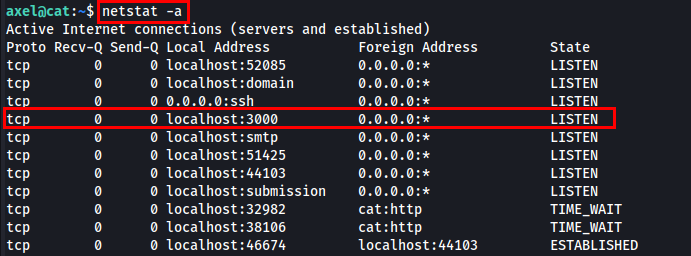 axel@cat:~$ netstat -a
Active Internet connections (servers and established)
Proto Recv-Q Send-Q Local Address           Foreign Address         State
tcp        0      0 localhost:52085         0.0.0.0:*               LISTEN
tcp        0      0 localhost:domain        0.0.0.0:*               LISTEN
tcp        0      0 0.0.0.0:ssh             0.0.0.0:*               LISTEN
tcp        0      0 localhost:3000          0.0.0.0:*               LISTEN
tcp        0      0 localhost:smtp          0.0.0.0:*               LISTEN
tcp        0      0 localhost:51425         0.0.0.0:*               LISTEN
tcp        0      0 localhost:44103         0.0.0.0:*               LISTEN
tcp        0      0 localhost:submission    0.0.0.0:*               LISTEN
tcp        0      0 localhost:32982         cat:http                TIME_WAIT
tcp        0      0 localhost:38106         cat:http                TIME_WAIT
tcp        0      0 localhost:46674         localhost:44103         ESTABLISHED